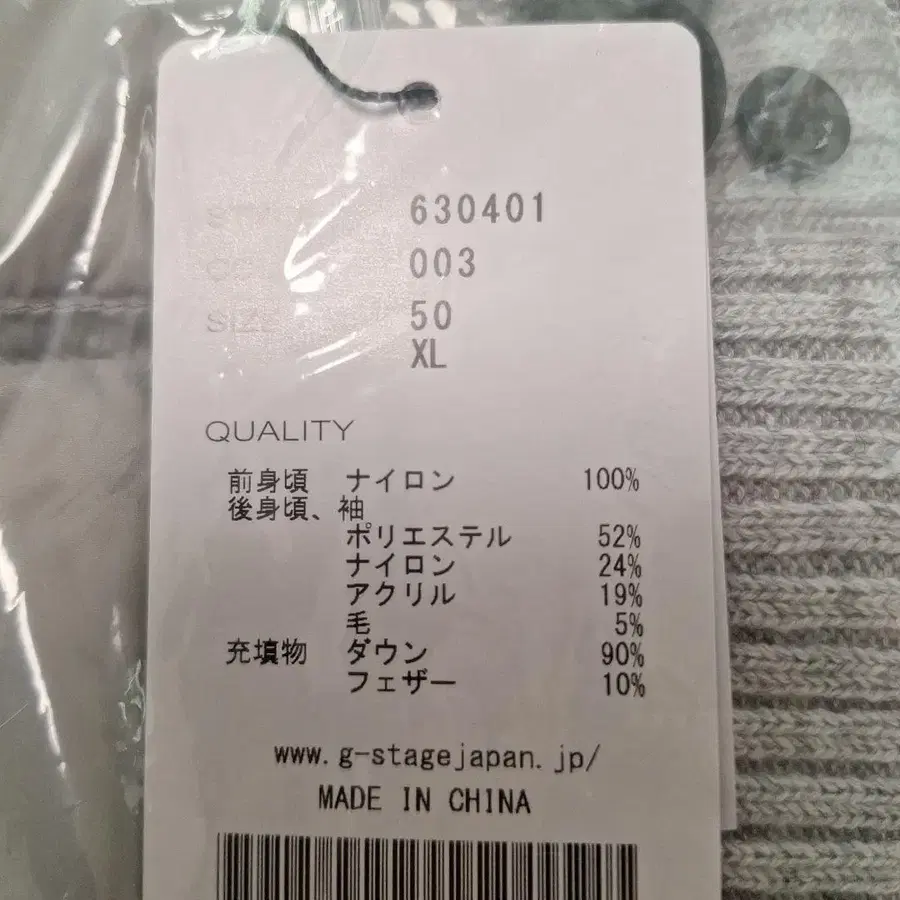 630401
003
SIZE 50
XL
QUALITY
前身頃 ナイロン 100%
後身頃、袖
ポリエステル 52%
ナイロン 24%
アクリル 19%
毛 5%
充填物 ダウン 90%
フェザー 10%
www.g-stagejapan.jp/
MADE IN CHINA